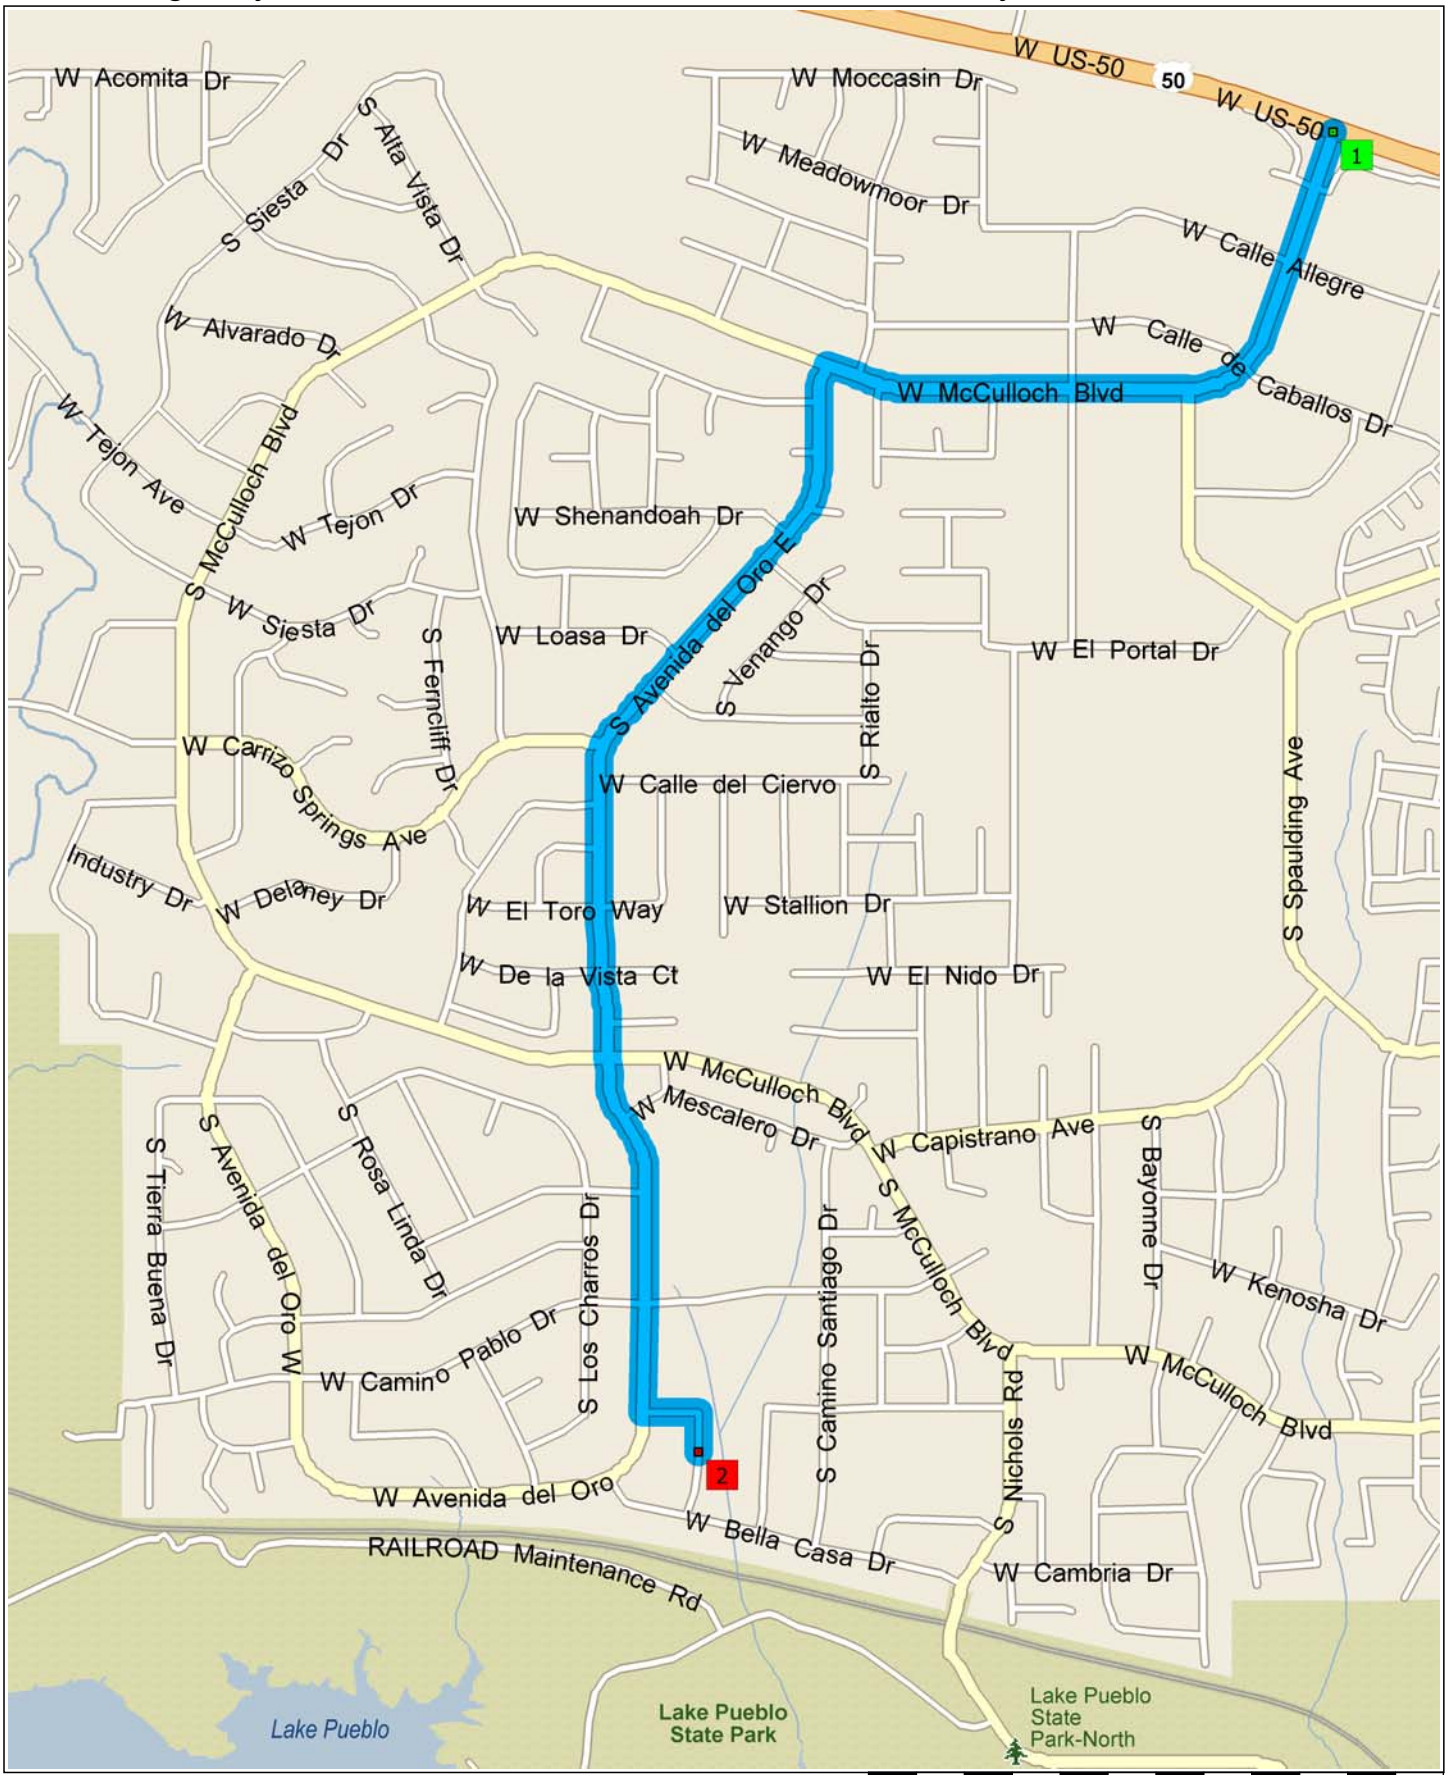 W US-50
50
W US-50
1
W Acomita Dr
W Moccasin Dr
S Alta Vista Dr
W Meadowmoor Dr
S Siesta Dr
W Calle Allegre
W Alvarado Dr
W Calle de Caballos Dr
W McCulloch Blvd
W Tejon Ave
S McCulloch Blvd
W Tejon Dr
W Shenandoah Dr
S Avenida del Oro E
W Siesta Dr
W Loasa Dr
S Venango Dr
S Ferncliff Dr
S Rialto Dr
W El Portal Dr
W Carrizo Springs Ave
W Calle del Ciervo
S Spaulding Ave
Industry Dr
W Delaney Dr
W El Toro Way
W Stallion Dr
W De la Vista Ct
W El Nido Dr
W McCulloch Blvd
W Mescalero Dr
W Capistrano Ave
S Tierra Buena Dr
S Avenida del Oro W
S Rosa Linda Dr
S Los Charros Dr
S Camino Santiago Dr
S McCulloch Blvd
S Bayonne Dr
W Kenosha Dr
W Camino Pablo Dr
W McCulloch Blvd
S Nichols Rd
2
W Avenida del Oro
W Bella Casa Dr
RAILROAD Maintenance Rd
W Cambria Dr
Lake Pueblo
Lake Pueblo
State Park
Lake Pueblo
State
Park-North